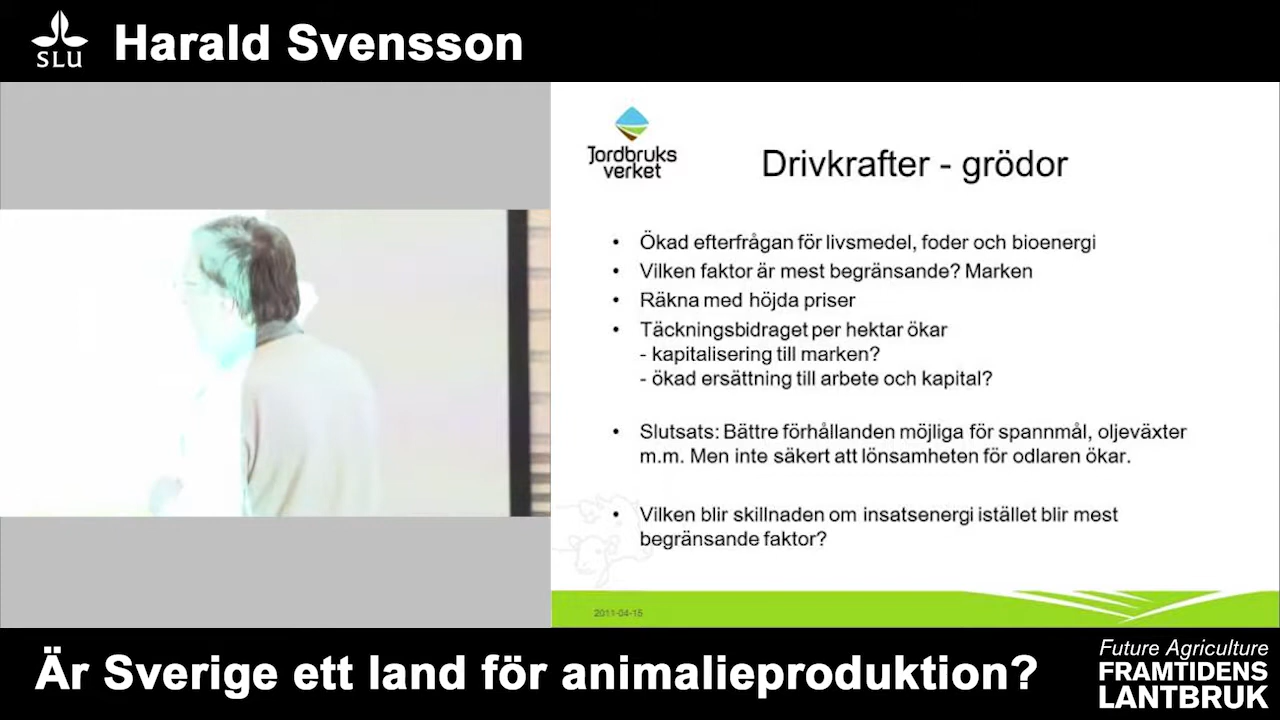 SLU
Harald Svensson
Jordbruks
verket
Drivkrafter - grödor
• Ökad efterfrågan för livsmedel, foder och bioenergi
• Vilken faktor är mest begränsande? Marken
• Räkna med höjda priser
• Täckningsbidraget per hektar ökar
- kapitalisering till marken?
- ökad ersättning till arbete och kapital?
• Slutsats: Bättre förhållanden möjliga för spannmål, oljeväxter
m.m. Men inte säkert att lönsamheten för odlaren ökar.
• Vilken blir skillnaden om insatsenergi istället blir mest
begränsande faktor?
2011-04-15
Är Sverige ett land för animalieproduktion?
Future Agriculture
FRAMTIDENS
LANTBRUK